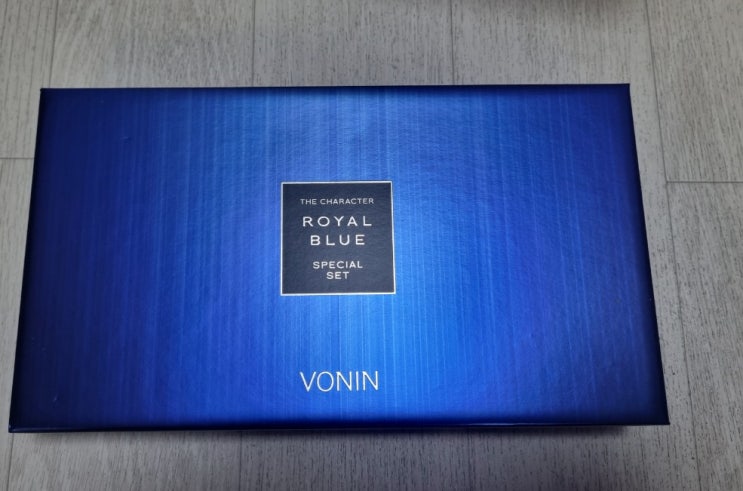 THE CHARACTER
ROYAL
BLUE
SPECIAL
SET
VONIN